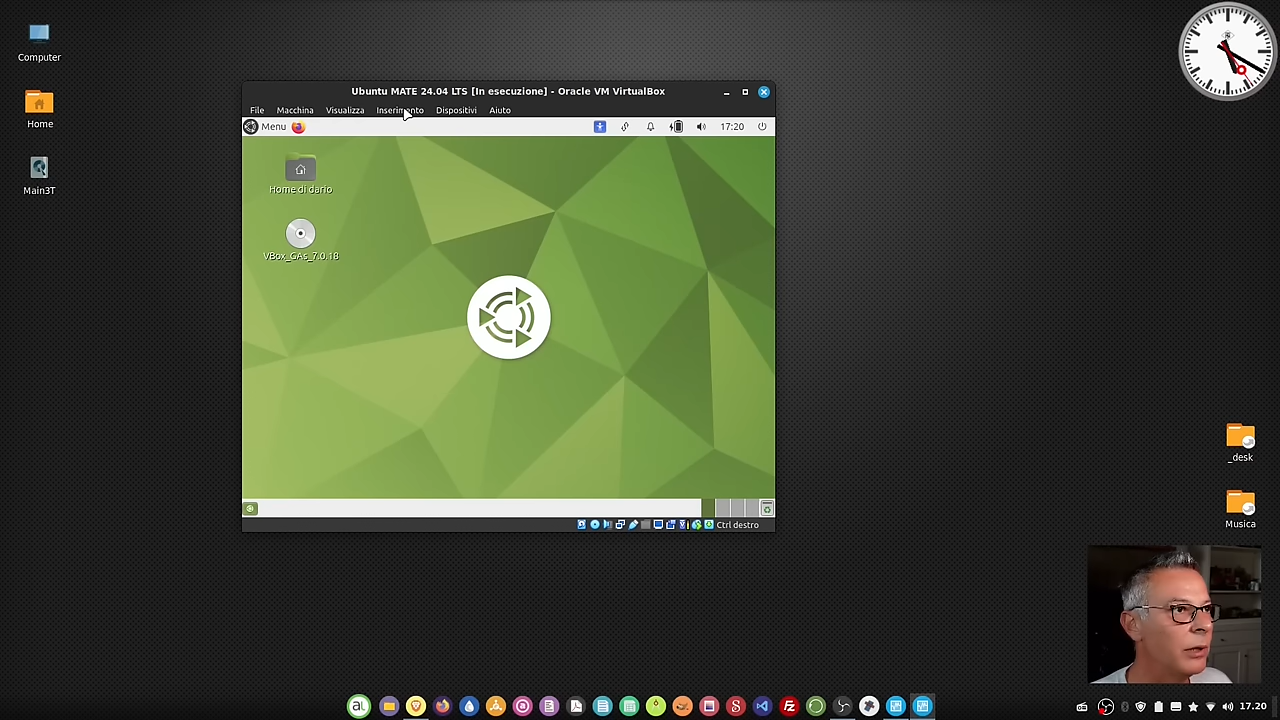 Computer
Home
Main3T
Ubuntu MATE 24.04 LTS [In esecuzione] - Oracle VM VirtualBox
File Macchina Visualizza Inserimento Dispositivi Aiuto
Menu 17:20
Home di dario
VBox_GAs_7.0.18
Ctrl destro
_desk
Musica
al
17.20